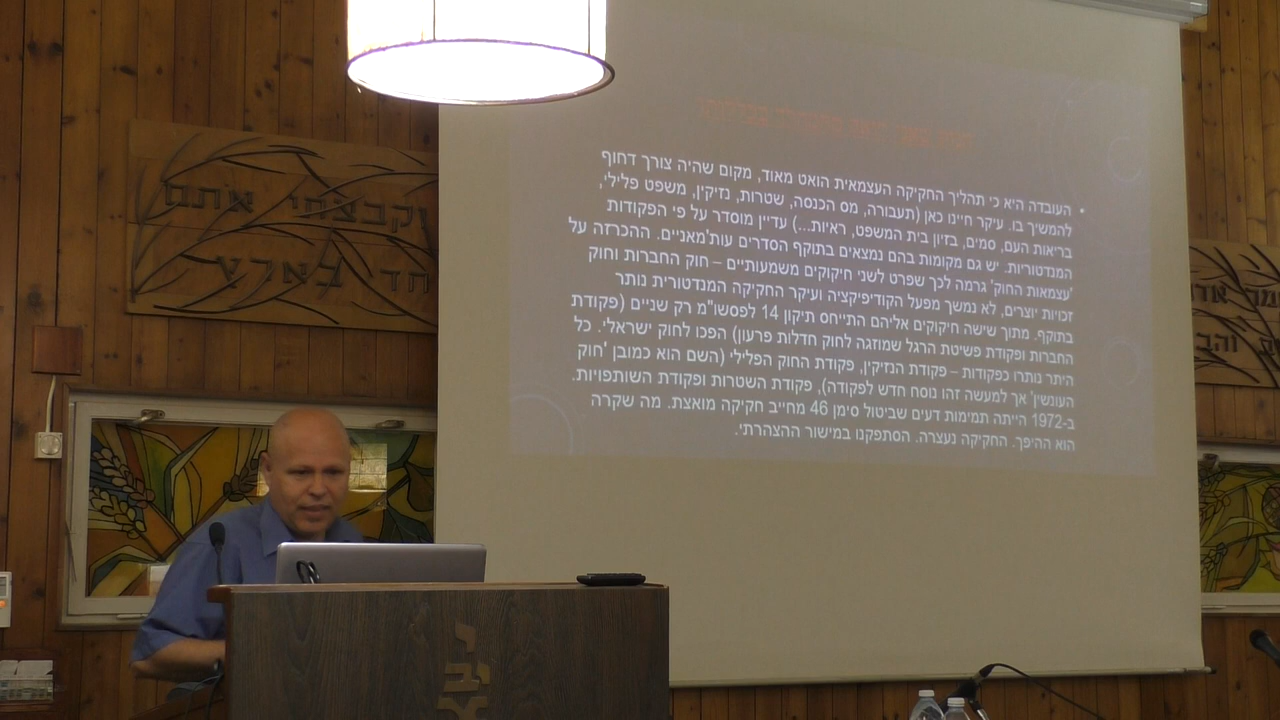 וקבצתי אתם
חד בארץ
• העובדה היא כי תהליך החקיקה העצמאית הואט מאוד, מקום שהיה צורך דחוף
להמשיך בו. עיקר חיינו כאן (תעבורה, מס הכנסה, שטרות, נזיקין, משפט פלילי,
בריאות העם, סמים, בזיון בית המשפט, ראיות...) עדיין מוסדר על פי הפקודות
המנדטוריות. יש גם מקומות בהם נמצאים בתוקף הסדרים עות'מאניים. ההכרזה על
'עצמאות החוק' גרמה לכך שפרט לשני חיקוקים משמעותיים – חוק החברות וחוק
זכויות יוצרים, לא נמשך מפעל הקודיפיקציה ועיקר החקיקה המנדטורית נותר
בתוקף. מתוך שישה חיקוקים אליהם התייחס תיקון 14 לפסשו"מ רק שניים (פקודת
החברות ופקודת פשיטת הרגל שמוזגה לחוק חדלות פרעון) הפכו לחוק ישראלי. כל
היתר נותרו כפקודות – פקודת הנזיקין, פקודת החוק הפלילי (השם הוא כמובן 'חוק
העונשין' אך למעשה זהו נוסח חדש לפקודה), פקודת השטרות ופקודת השותפויות.
ב-1972 הייתה תמימות דעים שביטול סימן 46 מחייב חקיקה מואצת. מה שקרה
הוא ההיפך. החקיקה נעצרה. הסתפקנו במישור ההצהרתי.